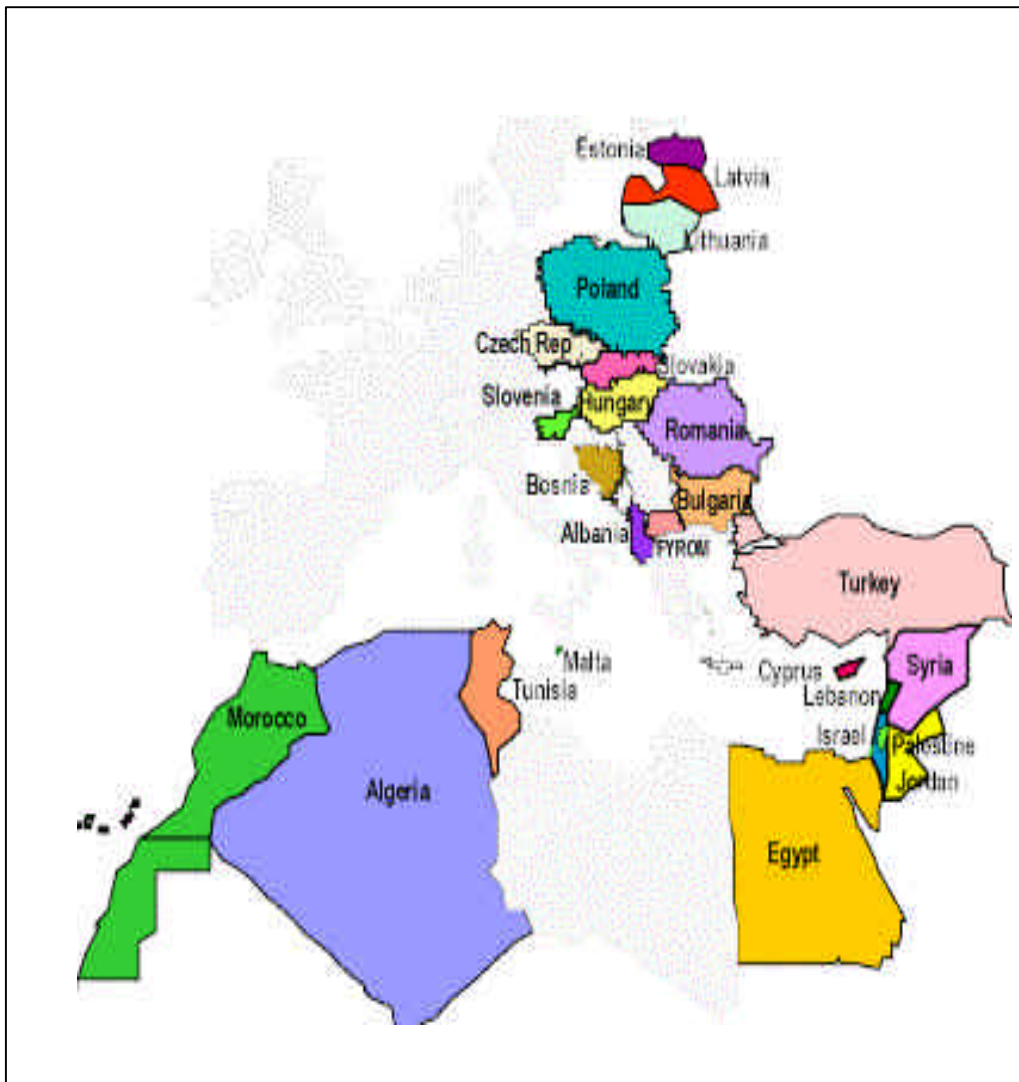 Estonia
Latvia
Lithuania
Poland
Czech Rep
Slovakia
Slovenia
Hungary
Romania
Bosnia
Bulgaria
Albania
FYROM
Turkey
Malta
Cyprus
Syria
Tunisia
Lebanon
Morocco
Israel
Palestine
Jordan
Algeria
Egypt